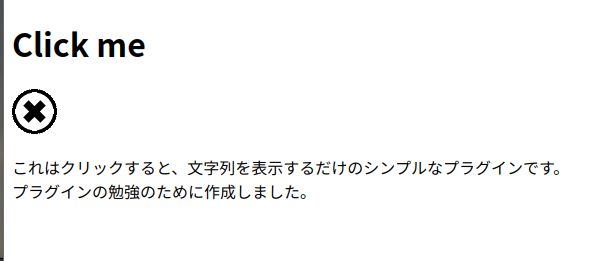 Click me
これはクリックすると、文字列を表示するだけのシンプルなプラグインです。
プラグインの勉強のために作成しました。